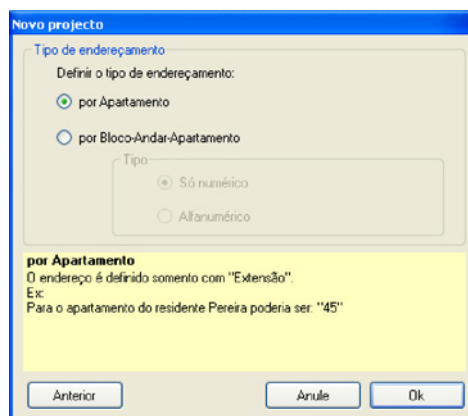 Novo projecto
Tipo de endereçamento
Definir o tipo de endereçamento:
por Apartamento
por Bloco-Andar-Apartamento
Tipo
Só numérico
Alfanumérico
por Apartamento
O endereço é definido somento com "Extensão".
Ex:
Para o apartamento do residente Pereira poderia ser: "45"
Anterior
Anule
Ok